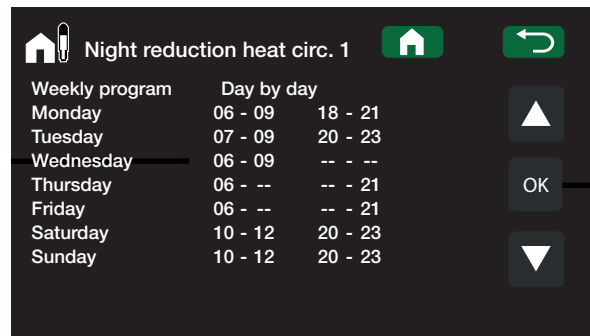 Night reduction heat circ. 1
Weekly program Day by day
Monday 06 - 09 18 - 21
Tuesday 07 - 09 20 - 23
Wednesday 06 - 09 -- - --
Thursday 06 - -- -- - 21
Friday 06 - -- -- - 21
Saturday 10 - 12 20 - 23
Sunday 10 - 12 20 - 23
OK